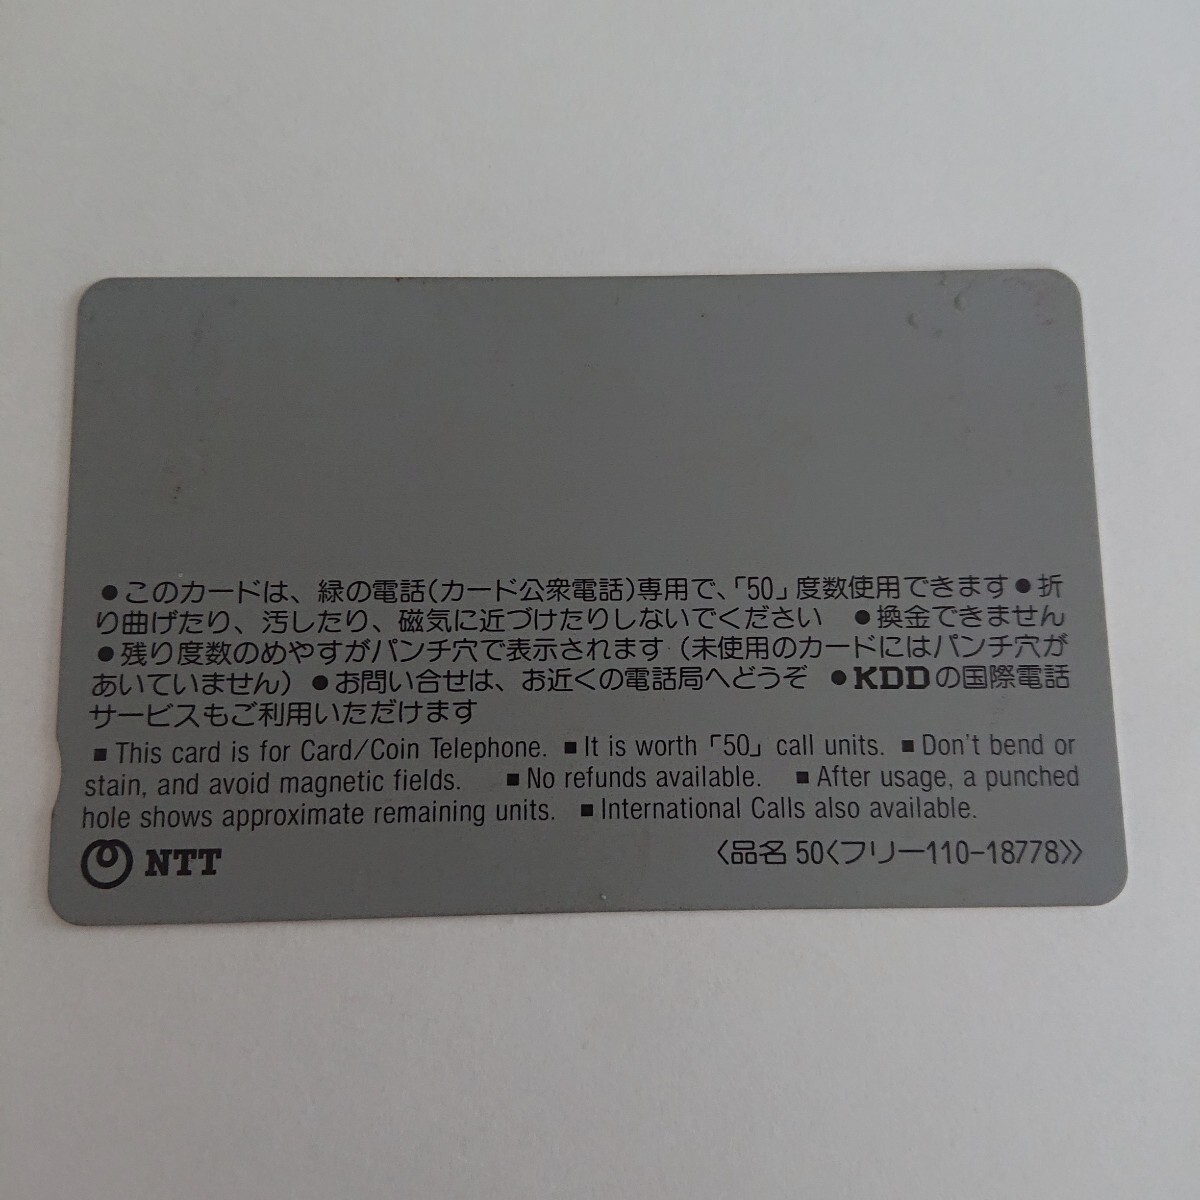 ●このカードは、緑の電話(カード公衆電話)専用で、「50」度数使用できます●折
り曲げたり、汚したり、磁気に近づけたりしないでください　●換金できません
●残り度数のめやすがパンチ穴で表示されます(未使用のカードにはパンチ穴が
あいていません)●お問い合せは、お近くの電話局へどうぞ　●KDDの国際電話
サービスもご利用いただけます
■This card is for Card/Coin Telephone. ■It is worth「50」call units. ■Don't bend or
stain, and avoid magnetic fields. ■No refunds available. ■After usage, a punched
hole shows approximate remaining units. ■International Calls also available.
NTT 〈品名 50〈フリー110-18778〉〉